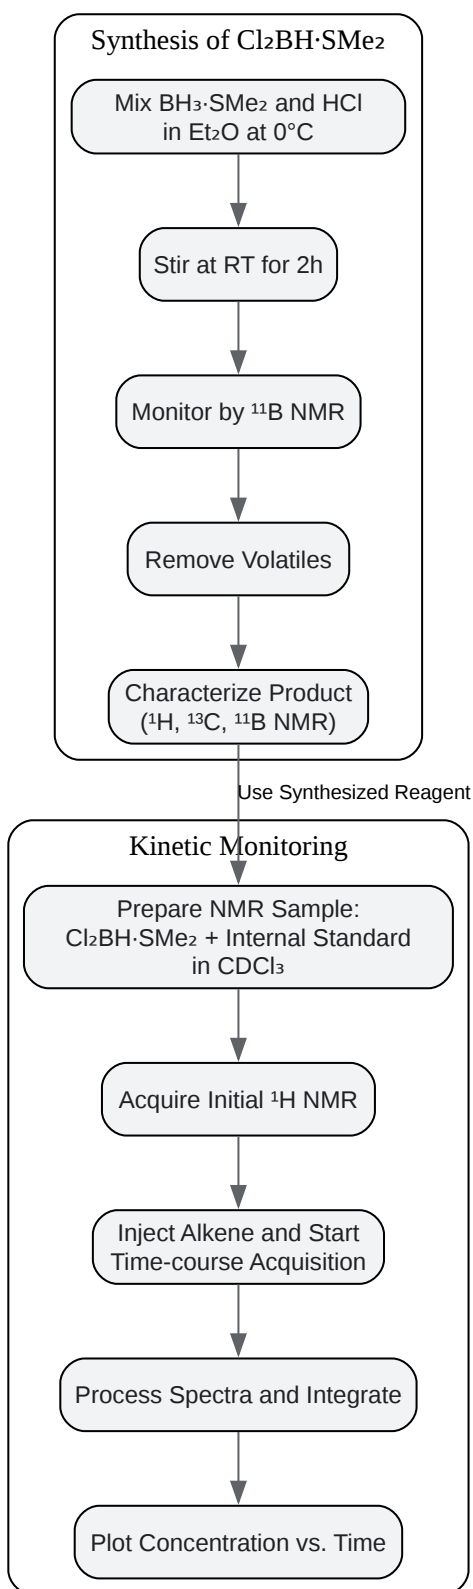 Synthesis of Cl₂BH·SMe₂
Mix BH₃·SMe₂ and HCl
in Et₂O at 0°C
Stir at RT for 2h
Monitor by ¹¹B NMR
Remove Volatiles
Characterize Product
(¹H, ¹³C, ¹¹B NMR)
Use Synthesized Reagent
Kinetic Monitoring
Prepare NMR Sample:
Cl₂BH·SMe₂ + Internal Standard
in CDCl₃
Acquire Initial ¹H NMR
Inject Alkene and Start
Time-course Acquisition
Process Spectra and Integrate
Plot Concentration vs. Time